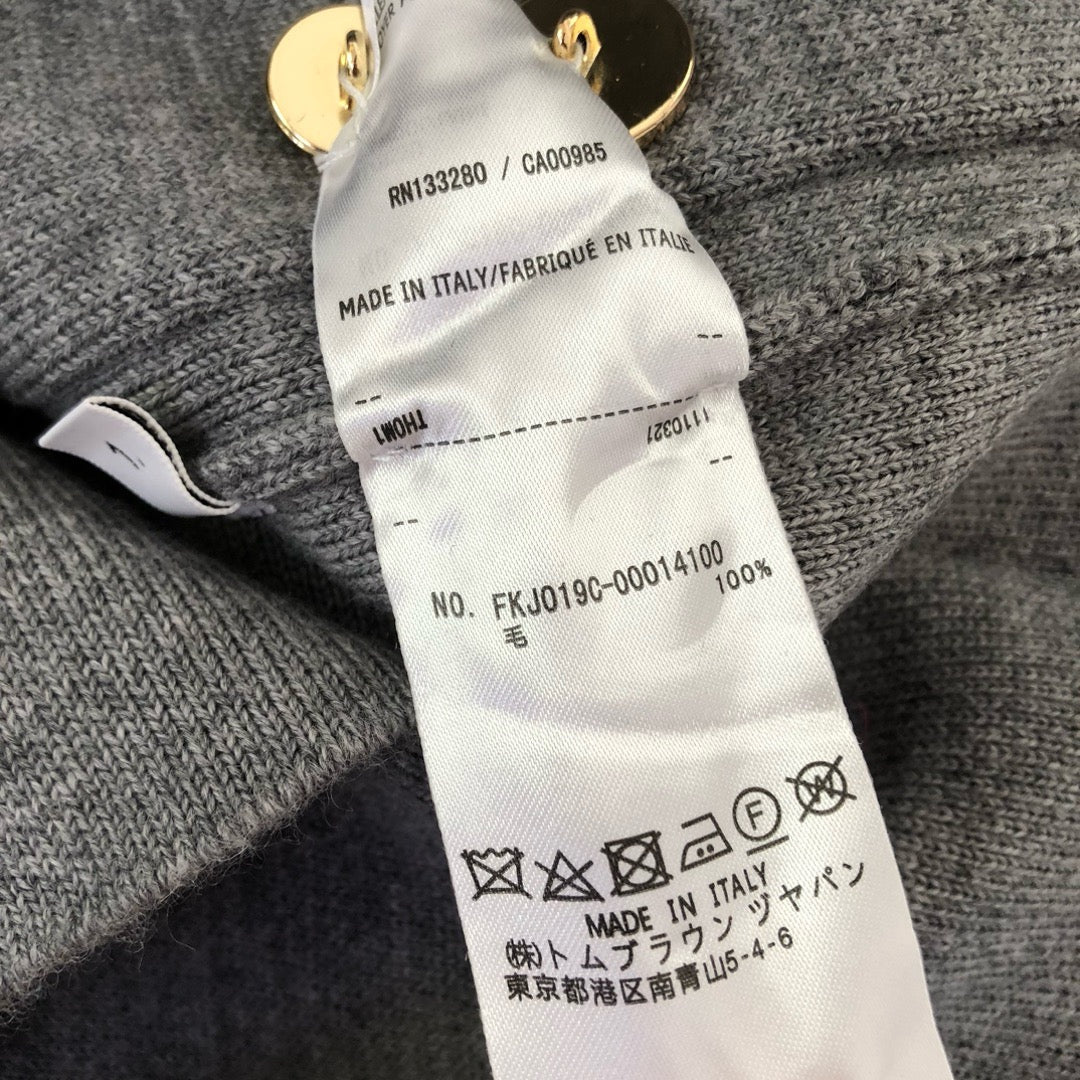 RN133280 / CA00985
MADE IN ITALY/FABRIQUÉ EN ITALIE
THOM1
1110321
NO. FKJ019C-00014100
毛 100%
F
W
MADE IN ITALY
(株)トムブラウン ヅャパン
東京都港区南青山5-4-6